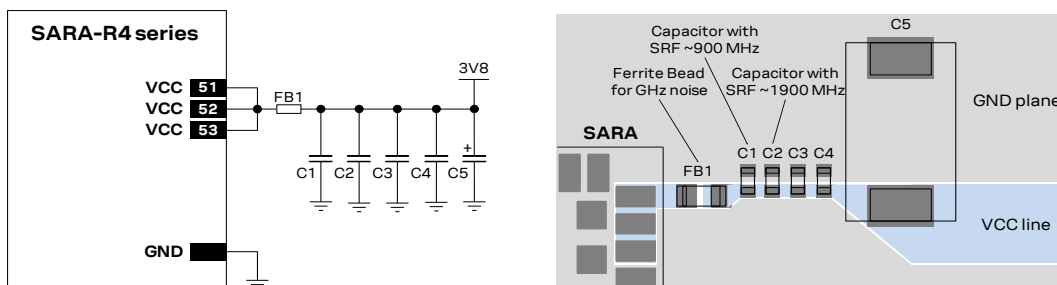 SARA-R4 series
VCC 51
VCC 52
VCC 53
GND
FB1
3V8
+
C1 C2 C3 C4 C5
Capacitor with
SRF ~900 MHz
Ferrite Bead
for GHz noise
Capacitor with
SRF ~1900 MHz
C5
GND plane
SARA
FB1
C1 C2 C3 C4
VCC line